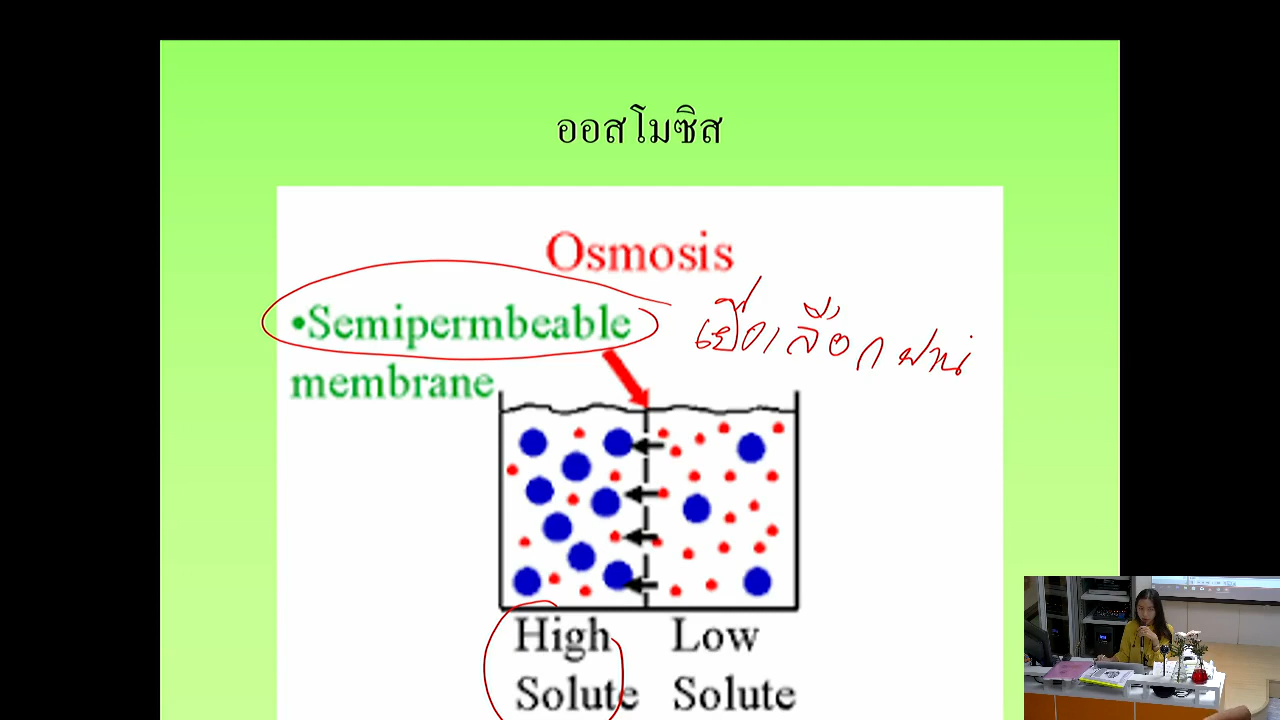 ออสโมซิส
Osmosis
•Semipermbeable เยื่อเลือกผ่าน
membrane
High Low
Solute Solute